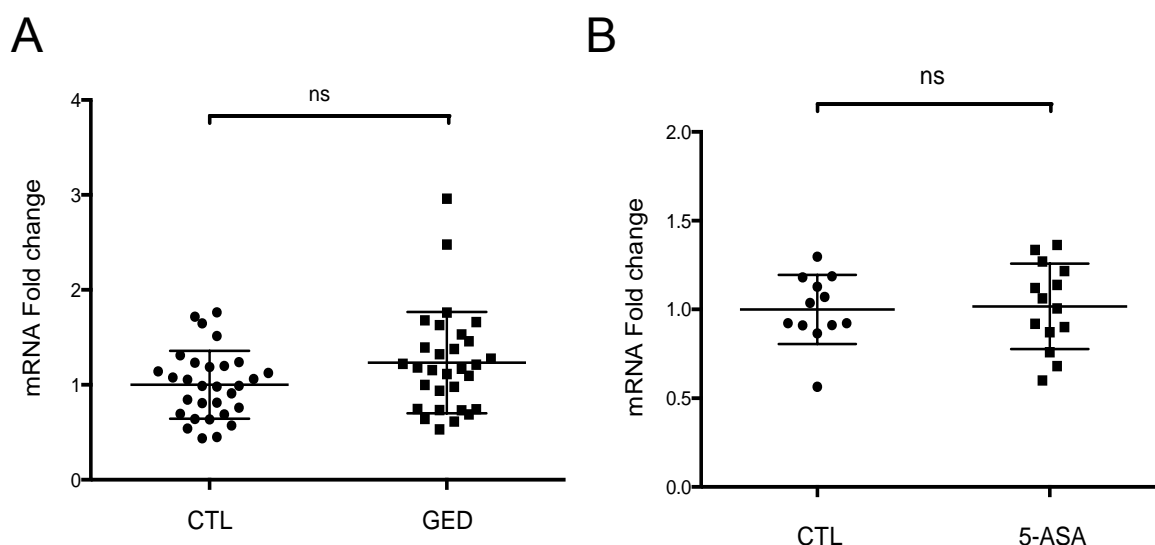 A
ns
mRNA Fold change
4
3
2
1
0
CTL
GED
B
ns
mRNA Fold change
2.0
1.5
1.0
0.5
0.0
CTL
5-ASA